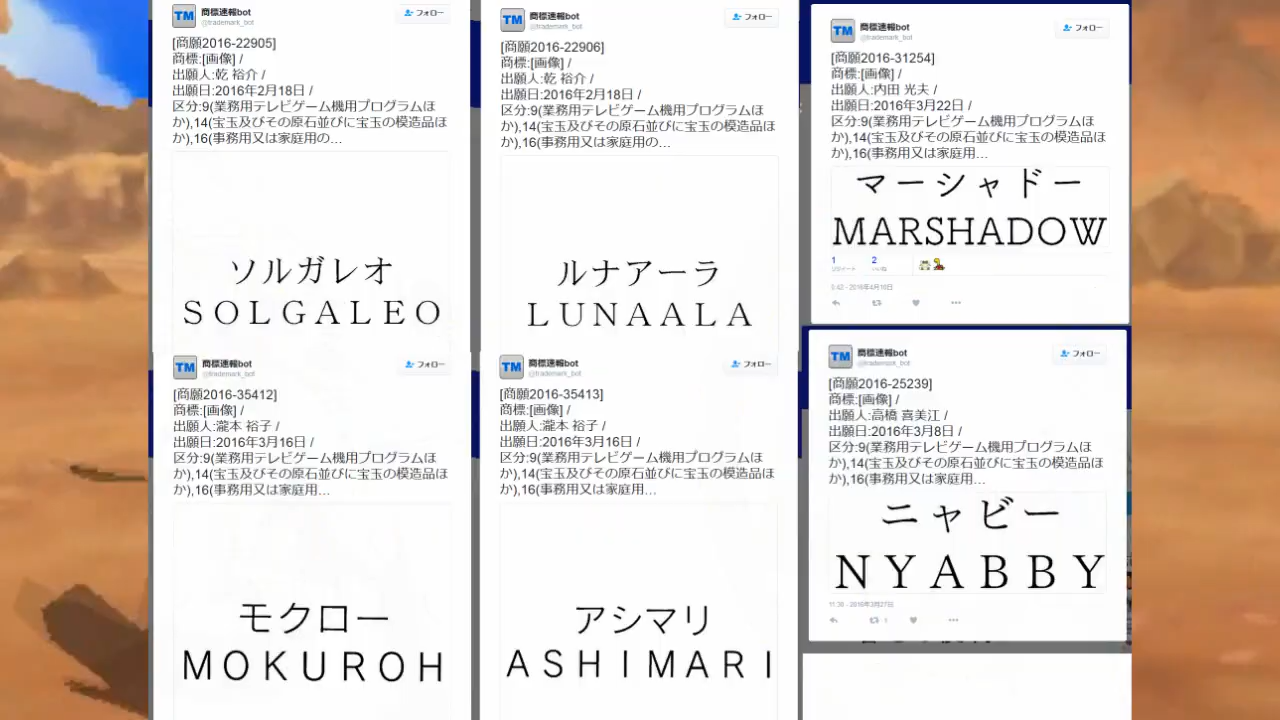 商標速報bot
@trademark_bot
フォロー
[商願2016-22905]
商標:[画像] /
出願人:乾 裕介 /
出願日:2016年2月18日 /
区分:9(業務用テレビゲーム機用プログラムほ
か),14(宝玉及びその原石並びに宝玉の模造品ほ
か),16(事務用又は家庭用の…
ソルガレオ
SOLGALEO
商標速報bot
@trademark_bot
フォロー
[商願2016-22906]
商標:[画像] /
出願人:乾 裕介 /
出願日:2016年2月18日 /
区分:9(業務用テレビゲーム機用プログラムほ
か),14(宝玉及びその原石並びに宝玉の模造品ほ
か),16(事務用又は家庭用の…
ルナアーラ
LUNAALA
商標速報bot
@trademark_bot
フォロー
[商願2016-31254]
商標:[画像] /
出願人:内田 光夫 /
出願日:2016年3月22日 /
区分:9(業務用テレビゲーム機用プログラムほ
か),14(宝玉及びその原石並びに宝玉の模造品ほ
か),16(事務用又は家庭用…
マーシャドー
MARSHADOW
1 2
リツイート いいね
商標速報bot
@trademark_bot
フォロー
[商願2016-35412]
商標:[画像] /
出願人:瀧本 裕子 /
出願日:2016年3月16日 /
区分:9(業務用テレビゲーム機用プログラムほ
か),14(宝玉及びその原石並びに宝玉の模造品ほ
か),16(事務用又は家庭用…
モクロー
MOKUROH
商標速報bot
@trademark_bot
フォロー
[商願2016-35413]
商標:[画像] /
出願人:瀧本 裕子 /
出願日:2016年3月16日 /
区分:9(業務用テレビゲーム機用プログラムほ
か),14(宝玉及びその原石並びに宝玉の模造品ほ
か),16(事務用又は家庭用…
アシマリ
ASHIMARI
商標速報bot
@trademark_bot
フォロー
[商願2016-25239]
商標:[画像] /
出願人:高橋 喜美江 /
出願日:2016年3月8日 /
区分:9(業務用テレビゲーム機用プログラムほ
か),14(宝玉及びその原石並びに宝玉の模造品ほ
か),16(事務用又は家庭用…
ニャビー
NYABBY
11:30 - 2016年3月27日
1